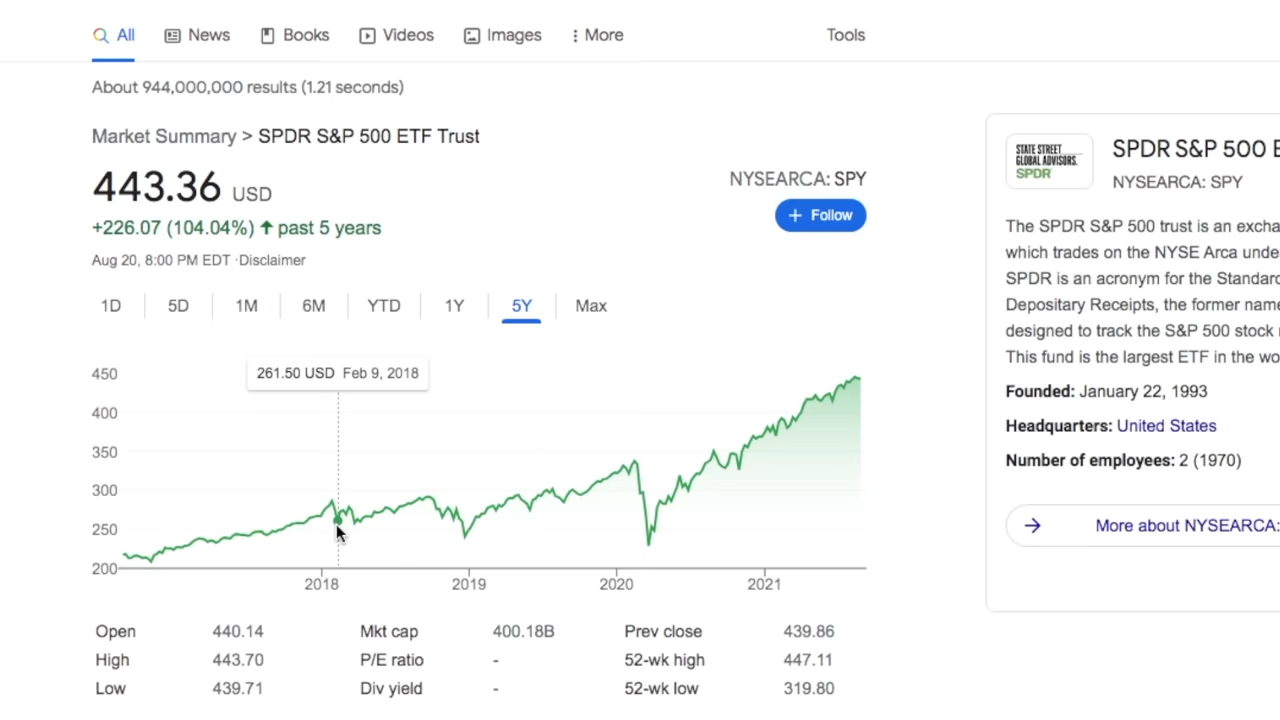 All News Books Videos Images More Tools
About 944,000,000 results (1.21 seconds)
Market Summary > SPDR S&P 500 ETF Trust
443.36 USD
+226.07 (104.04%) past 5 years
Aug 20, 8:00 PM EDT ·Disclaimer
NYSEARCA: SPY
+ Follow
1D 5D 1M 6M YTD 1Y 5Y Max
261.50 USD Feb 9, 2018
450
400
350
300
250
200
2018 2019 2020 2021
Open 440.14 Mkt cap 400.18B Prev close 439.86
High 443.70 P/E ratio - 52-wk high 447.11
Low 439.71 Div yield - 52-wk low 319.80
STATE STREET
GLOBAL ADVISORS
SPDR
SPDR S&P 500 E
NYSEARCA: SPY
The SPDR S&P 500 trust is an excha
which trades on the NYSE Arca unde
SPDR is an acronym for the Standard
Depositary Receipts, the former name
designed to track the S&P 500 stock
This fund is the largest ETF in the wo
Founded: January 22, 1993
Headquarters: United States
Number of employees: 2 (1970)
More about NYSEARCA: